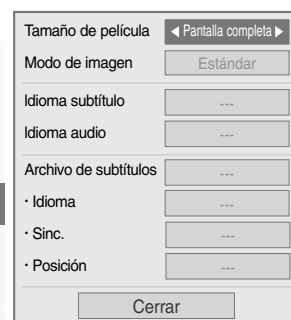 Tamaño de película ◀ Pantalla completa ▶
Modo de imagen Estándar
Idioma subtítulo ---
Idioma audio ---
Archivo de subtítulos ---
· Idioma ---
· Sinc. ---
· Posición ---
Cerrar